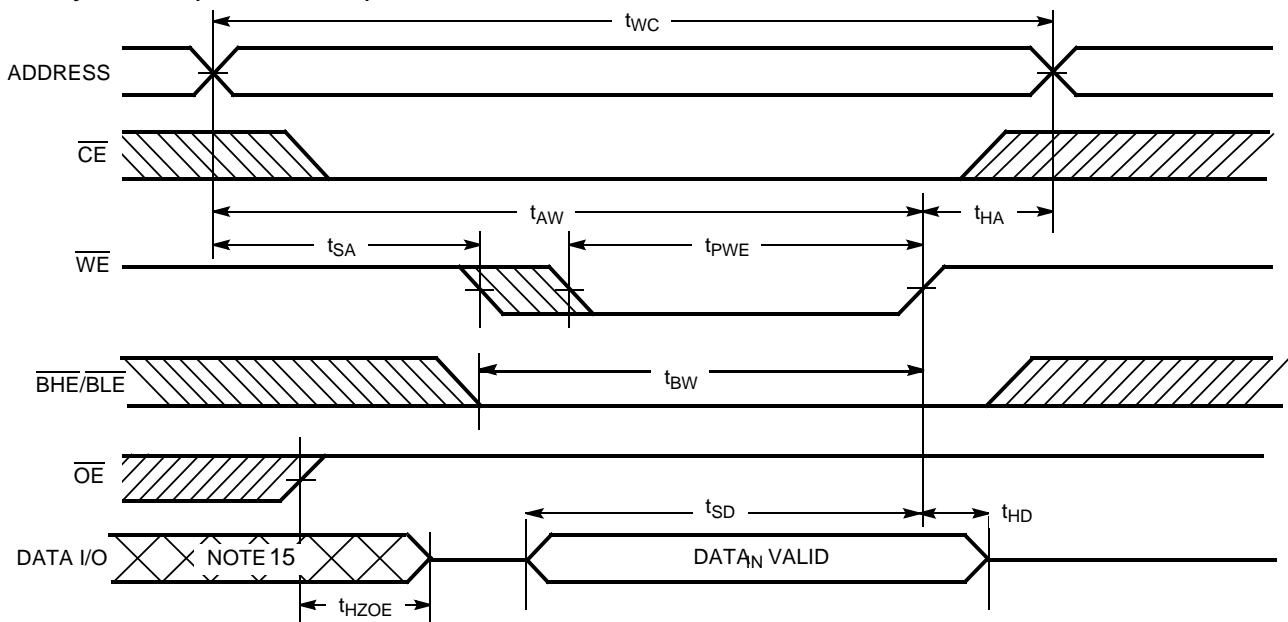 tWC
ADDRESS
CE
tAW
tHA
tSA
tPWE
WE
BHE/BLE
tBW
OE
tSD
tHD
DATA I/O
NOTE 15
DATAIN VALID
tHZOE